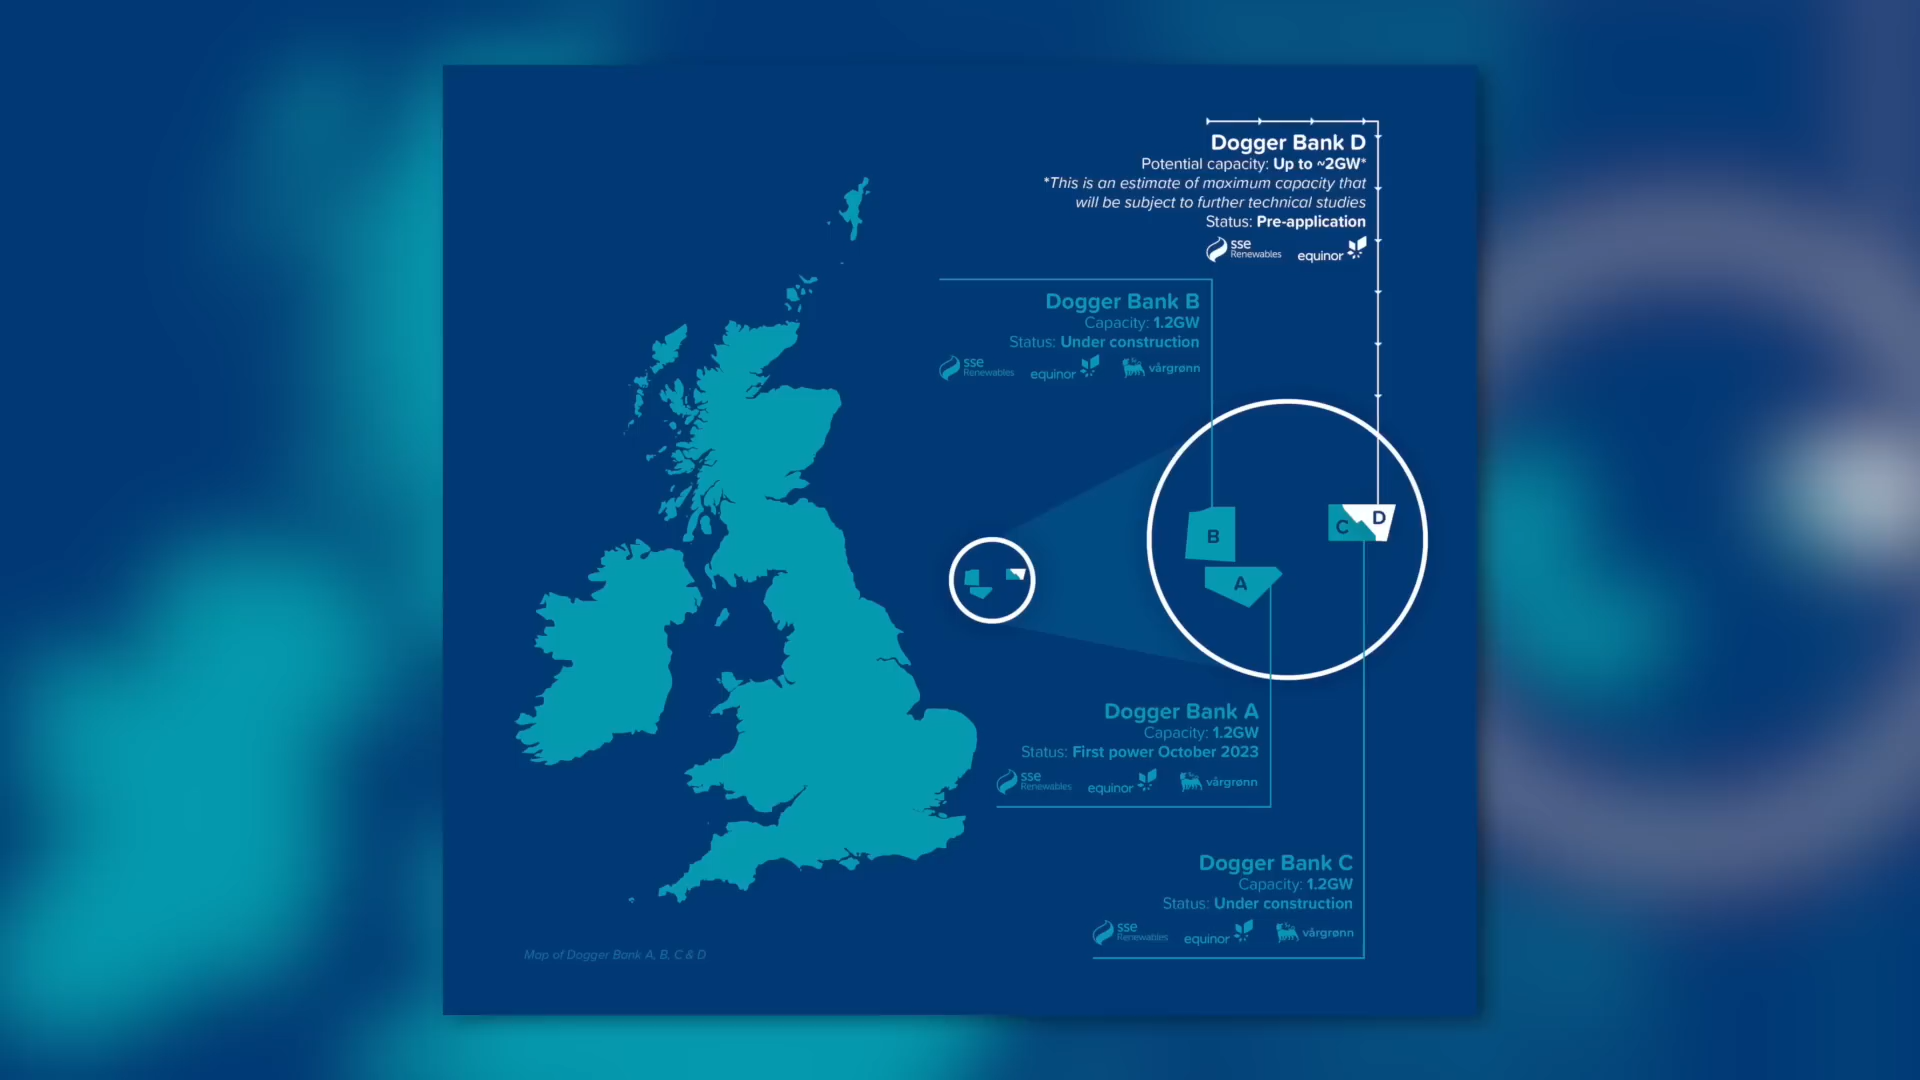 Dogger Bank D
Potential capacity: Up to ~2GW*
*This is an estimate of maximum capacity that
will be subject to further technical studies
Status: Pre-application
sse
Renewables
equinor
Dogger Bank B
Capacity: 1.2GW
Status: Under construction
sse
Renewables
equinor
vårgrønn
B
C
D
A
Dogger Bank A
Capacity: 1.2GW
Status: First power October 2023
sse
Renewables
equinor
vårgrønn
Dogger Bank C
Capacity: 1.2GW
Status: Under construction
sse
Renewables
equinor
vårgrønn
Map of Dogger Bank A, B, C & D